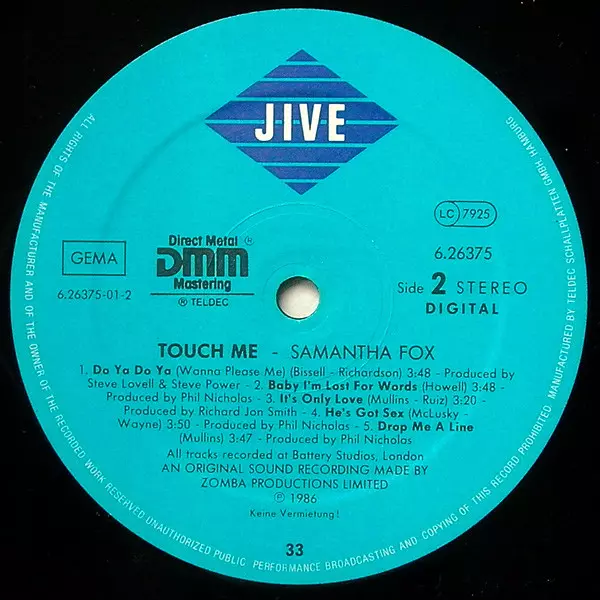 JIVE
LC 7925
6.26375
Side 2 STEREO
DIGITAL
GEMA
6.26375-01-2
Direct Metal ®
DMM
Mastering
® TELDEC
TOUCH ME - SAMANTHA FOX
1. Do Ya Do Ya (Wanna Please Me) (Bissell - Richardson) 3:48 - Produced by
Steve Lovell & Steve Power - 2. Baby I'm Lost For Words (Howell) 3:48 -
Produced by Phil Nicholas - 3. It's Only Love (Mullins - Ruiz) 3:20 -
Produced by Richard Jon Smith - 4. He's Got Sex (McLusky -
Wayne) 3:50 - Produced by Phil Nicholas - 5. Drop Me A Line
(Mullins) 3:47 - Produced by Phil Nicholas
All tracks recorded at Battery Studios, London
AN ORIGINAL SOUND RECORDING MADE BY
ZOMBA PRODUCTIONS LIMITED
℗ 1986
Keine Vermietung!
33
ALL RIGHTS OF THE MANUFACTURER AND OF THE OWNER OF THE RECORDED WORK RESERVED UNAUTHORIZED PUBLIC PERFORMANCE BROADCASTING AND COPYING OF THIS RECORD PROHIBITED. MANUFACTURED BY TELDEC SCHALLPLATTEN GMBH, HAMBURG